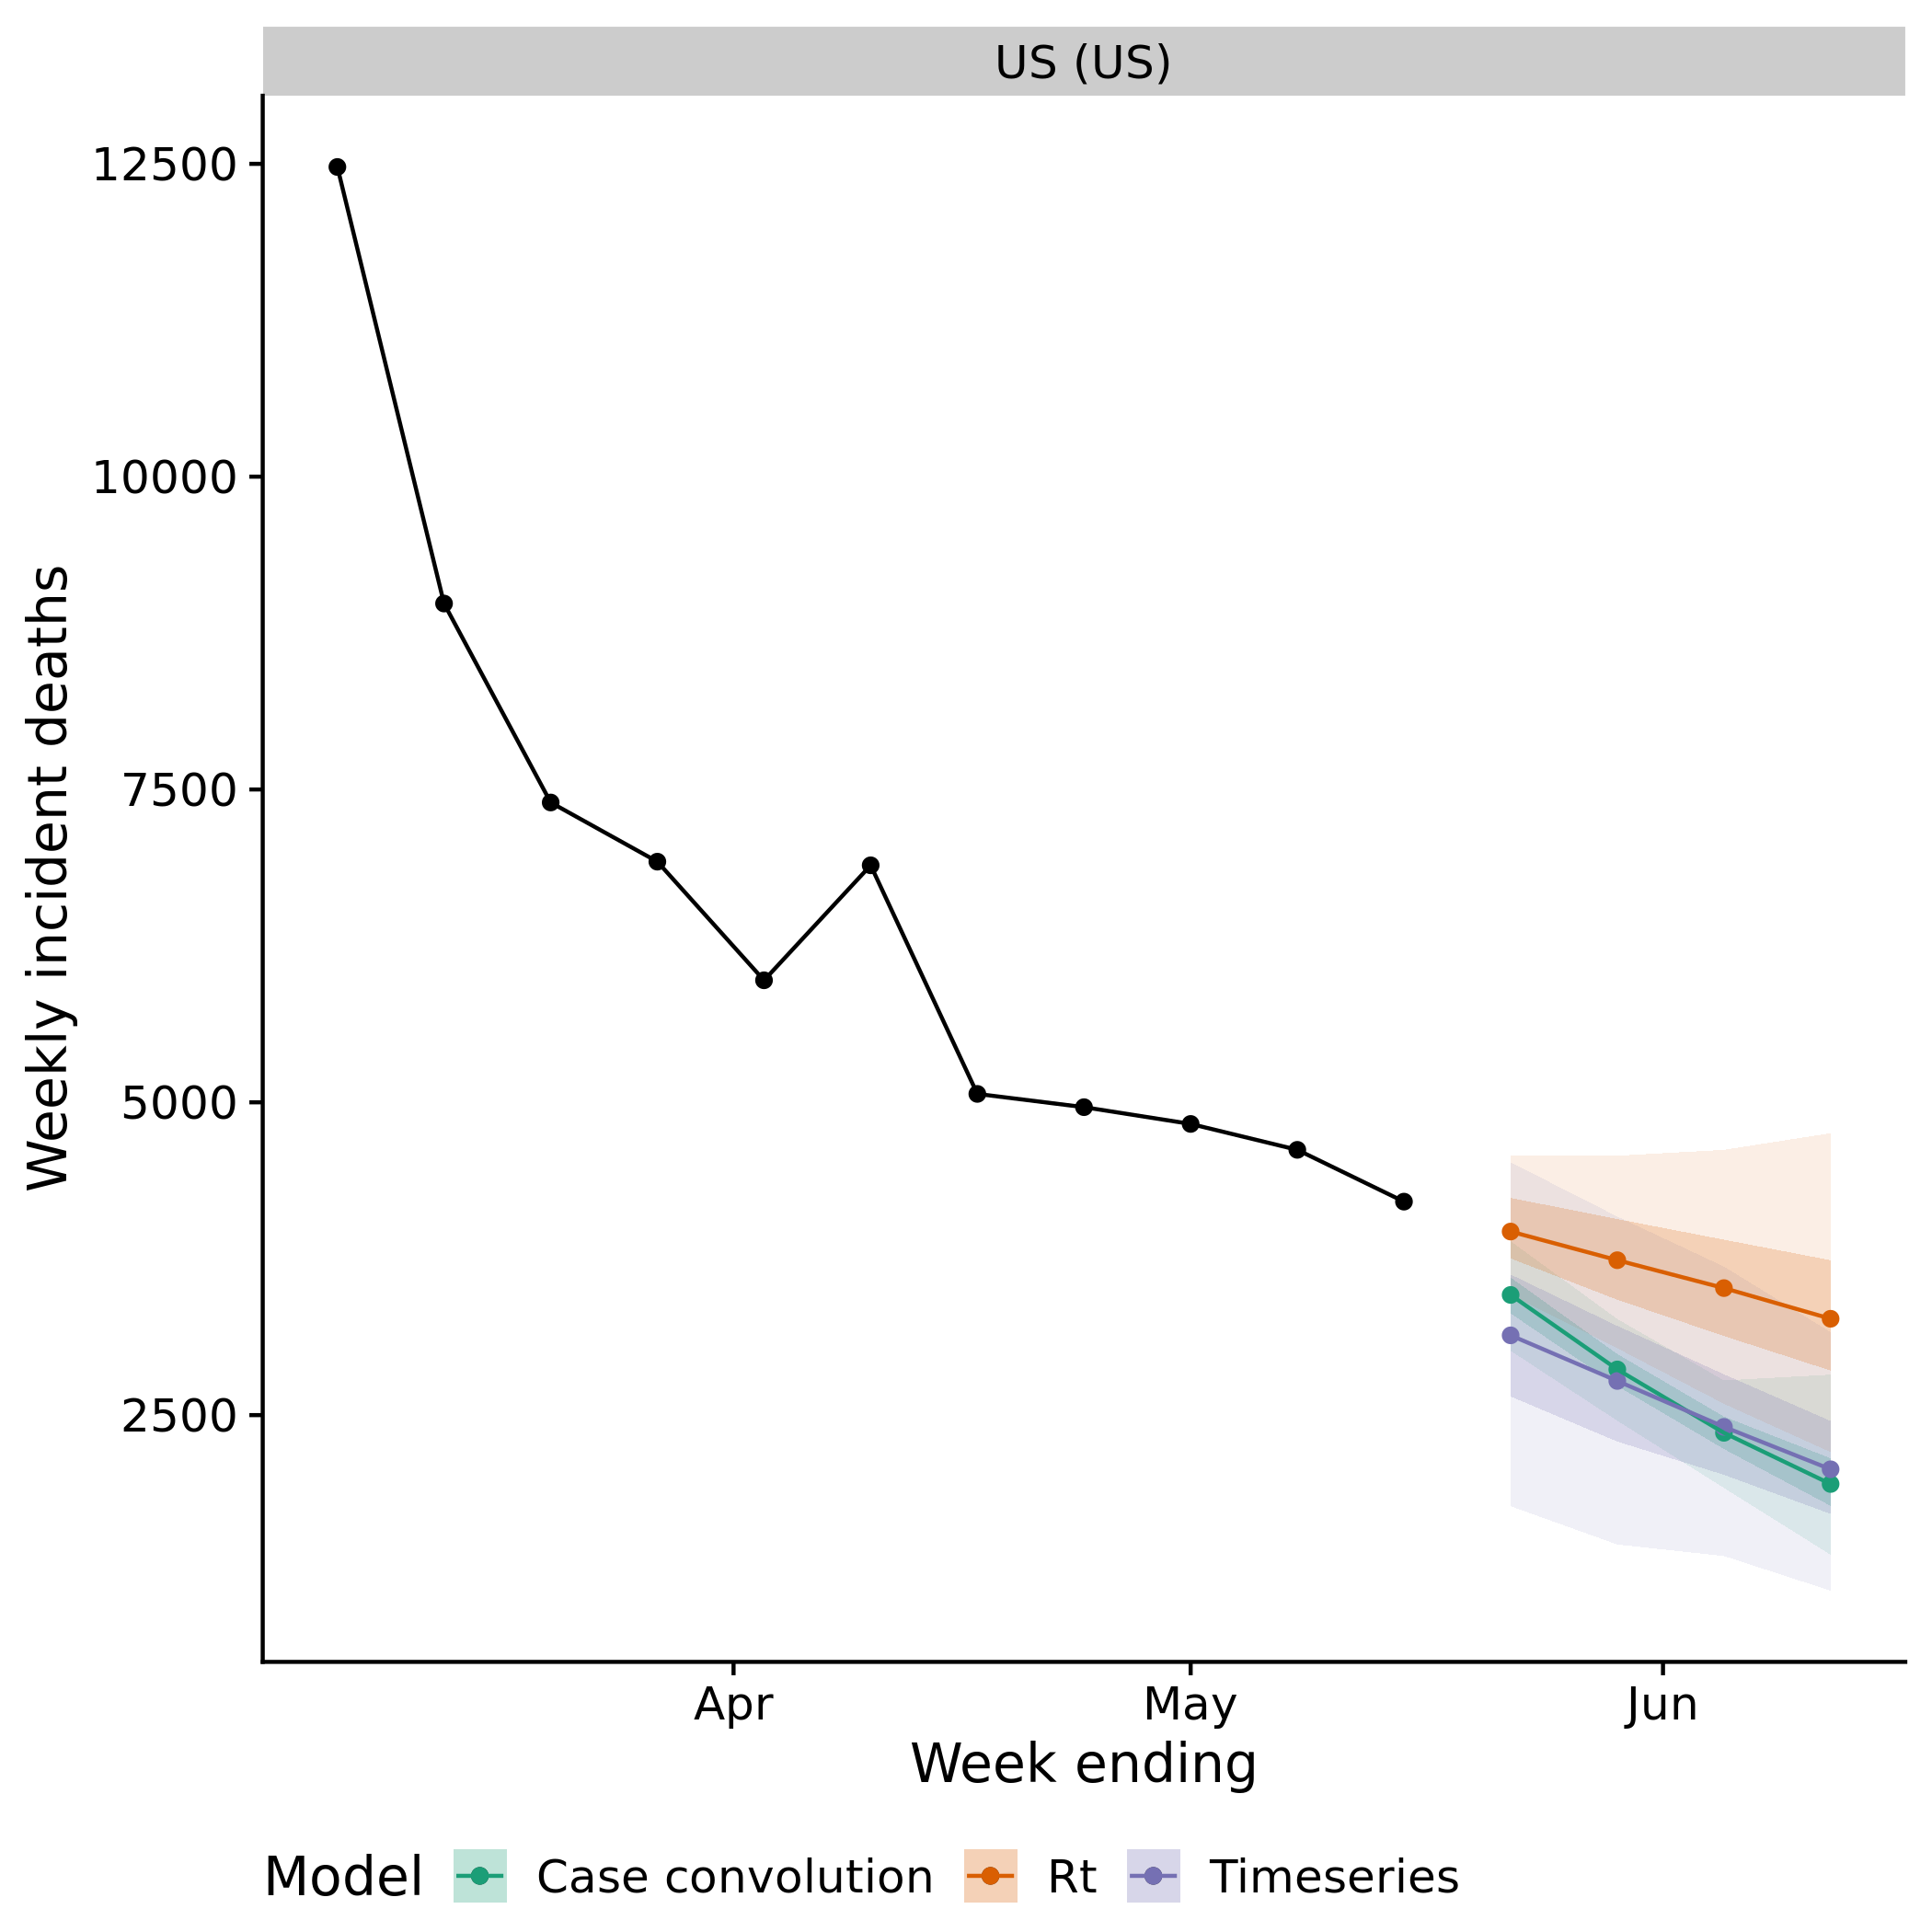 US (US)
12500
10000
7500
5000
2500
Weekly incident deaths
Apr May Jun
Week ending
Model Case convolution Rt Timeseries